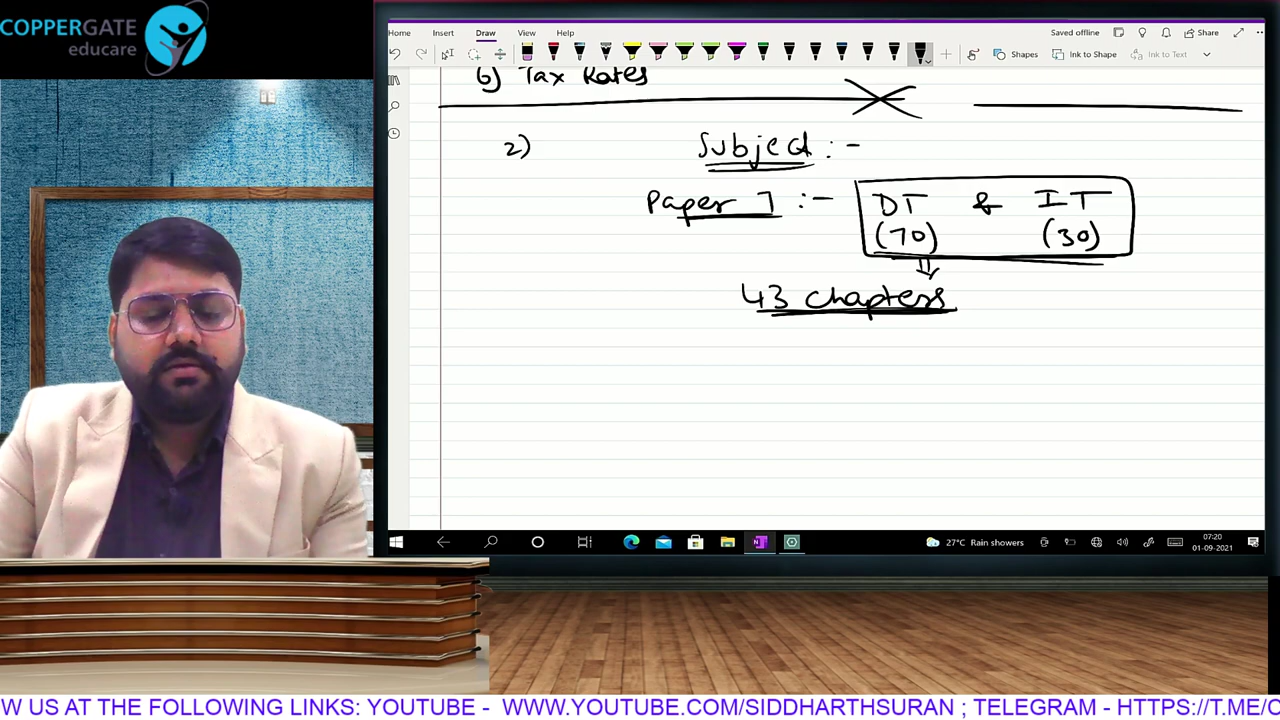 COPPERGATE
educare
Home Insert Draw View Help Saved offline Share
Shapes Ink to Shape Ink to Text
6) Tax Rates
2) Subject :-
Paper 7 :- DT & IT
(70) (30)
43 chapters
27°C Rain showers 07:20
01-09-2021
W US AT THE FOLLOWING LINKS: YOUTUBE - WWW.YOUTUBE.COM/SIDDHARTHSURAN ; TELEGRAM - HTTPS://T.ME/C